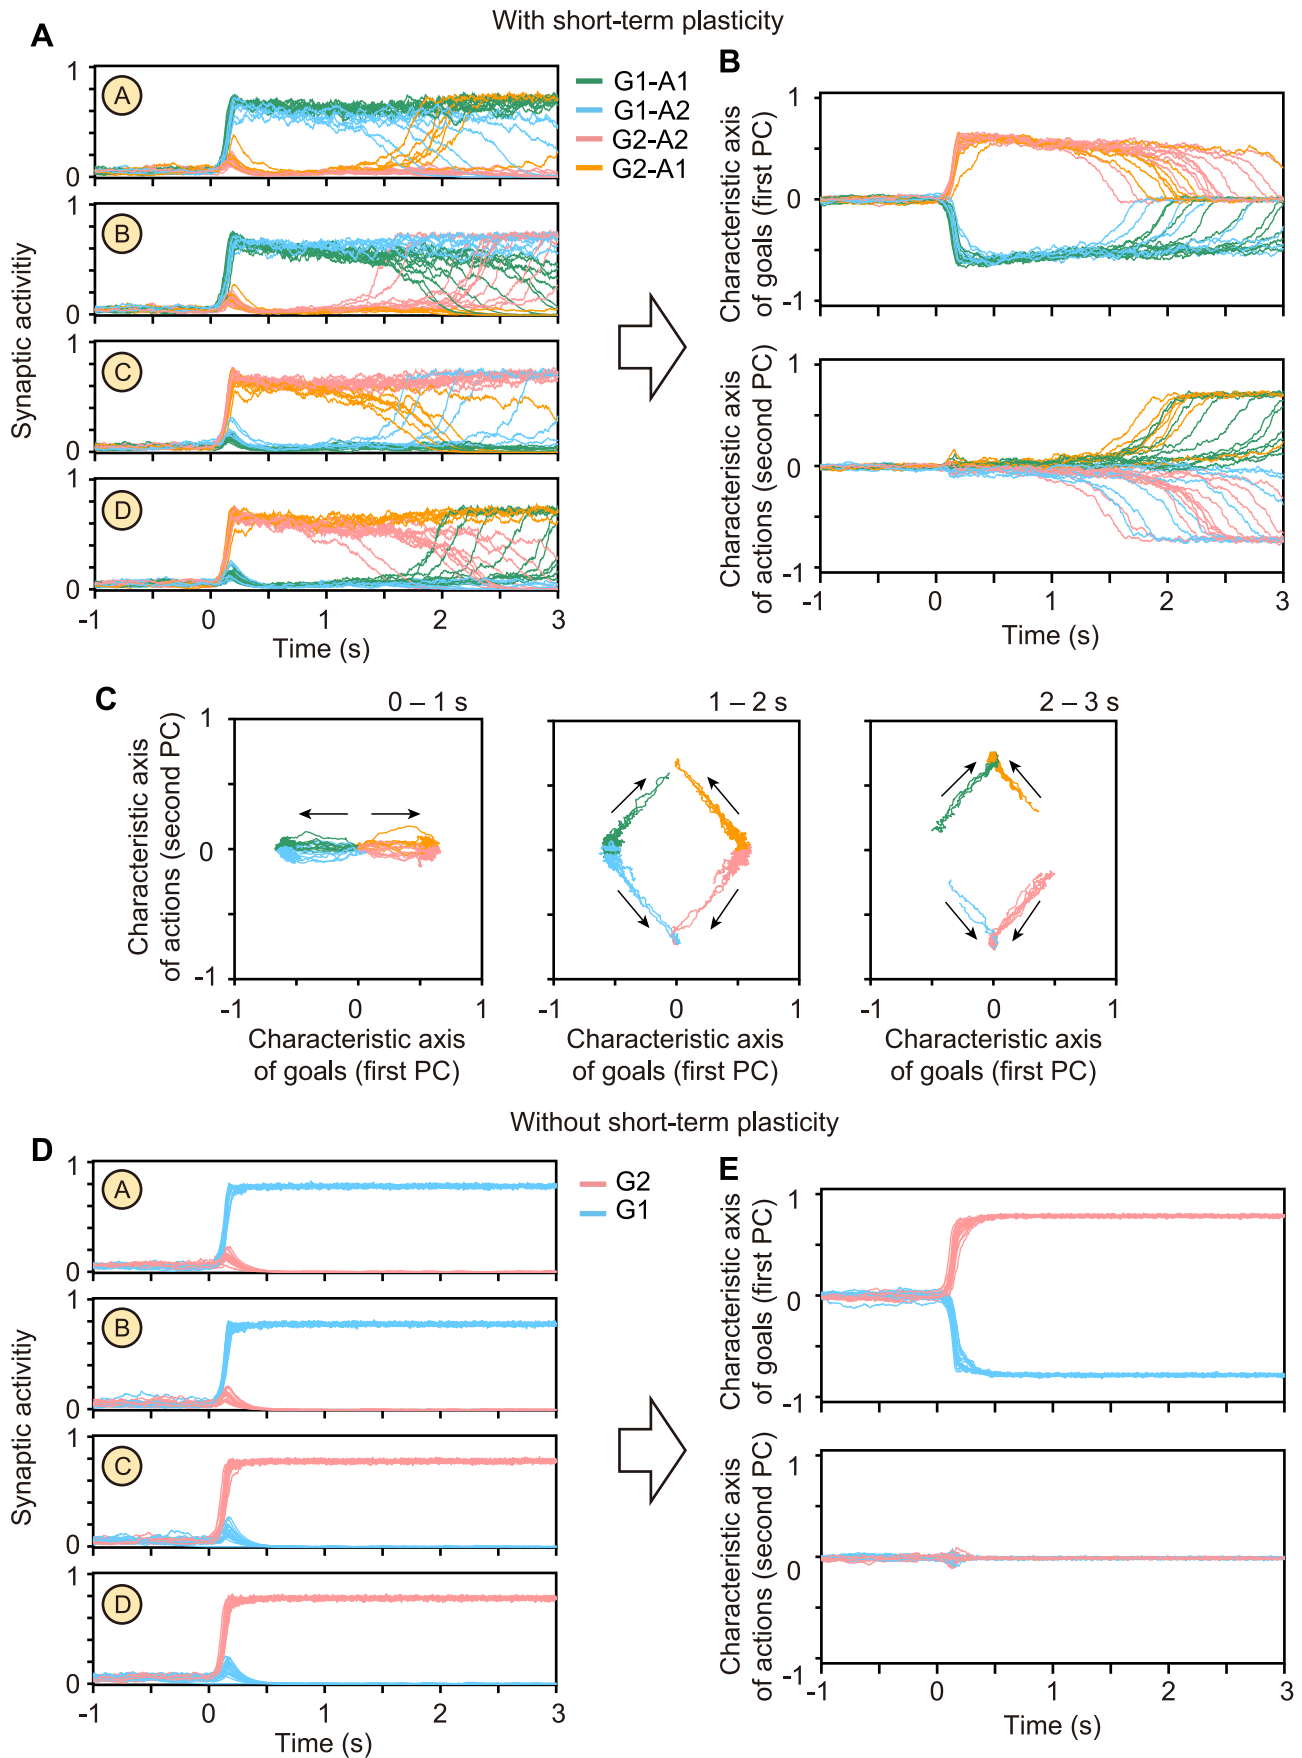 With short-term plasticity
A
B
1
A
0
G1-A1
G1-A2
G2-A2
G2-A1
1
B
0
1
C
0
1
D
0
Synaptic activitiy
-1
0
1
2
3
Time (s)
1
0
-1
Characteristic axis
of goals (first PC)
1
0
-1
Characteristic axis
of actions (second PC)
-1
0
1
2
3
Time (s)
C
0 – 1 s
1 – 2 s
2 – 3 s
Characteristic axis
of actions (second PC)
1
0
-1
-1
0
1
-1
0
1
-1
0
1
Characteristic axis
of goals (first PC)
Characteristic axis
of goals (first PC)
Characteristic axis
of goals (first PC)
Without short-term plasticity
D
E
1
A
0
G2
G1
1
B
0
1
C
0
1
D
0
Synaptic activitiy
-1
0
1
2
3
Time (s)
1
0
-1
Characteristic axis
of goals (first PC)
1
0
-1
Characteristic axis
of actions (second PC)
-1
0
1
2
3
Time (s)